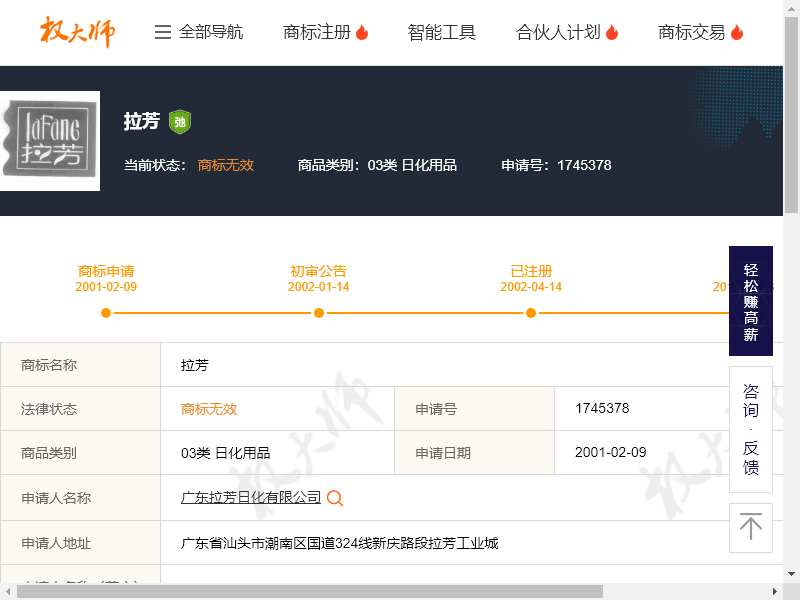 权大师 全部导航 商标注册 智能工具 合伙人计划 商标交易
lafang
拉芳
拉芳 弛
当前状态： 商标无效 商品类别：03类 日化用品 申请号：1745378
商标申请 初审公告 已注册
2001-02-09 2002-01-14 2002-04-14 20
轻松赚高薪
咨询·反馈
商标名称 拉芳
法律状态 商标无效 申请号 1745378
商品类别 03类 日化用品 申请日期 2001-02-09
申请人名称 广东拉芳日化有限公司
申请人地址 广东省汕头市潮南区国道324线新庆路段拉芳工业城
权大师
权大师